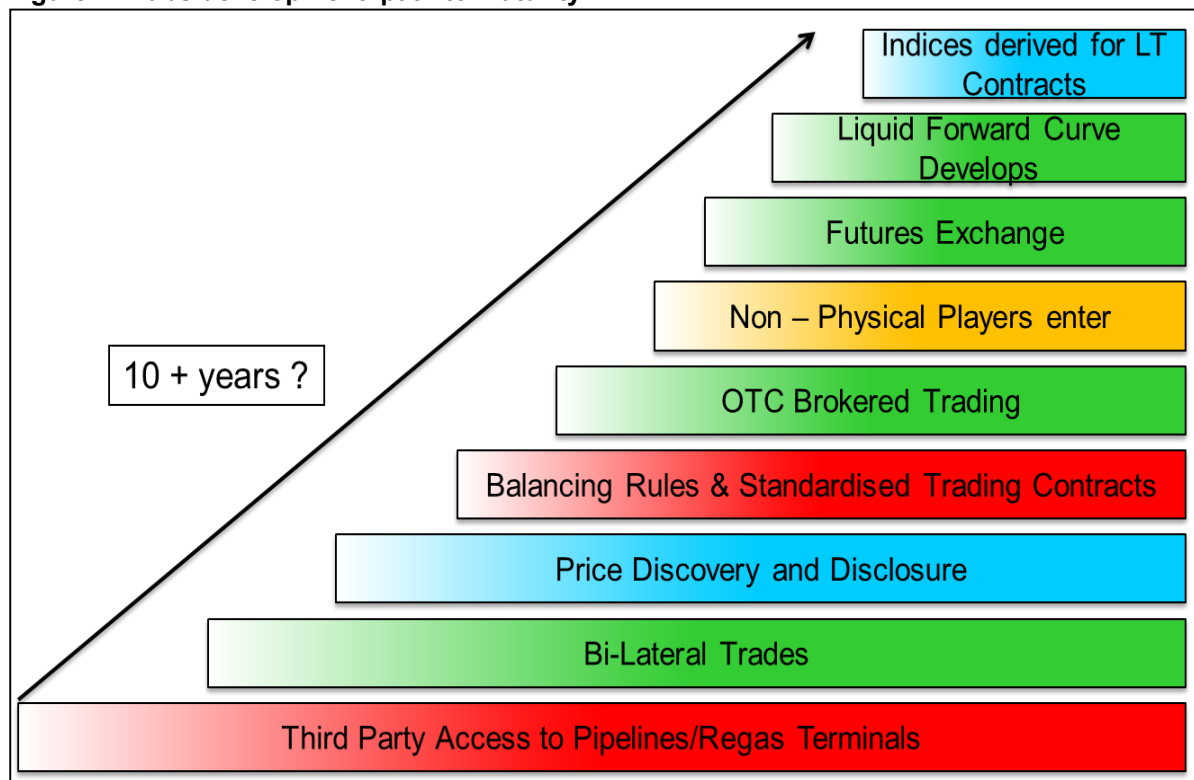 Indices derived for LT
Contracts
Liquid Forward Curve
Develops
Futures Exchange
Non – Physical Players enter
10 + years ?
OTC Brokered Trading
Balancing Rules & Standardised Trading Contracts
Price Discovery and Disclosure
Bi-Lateral Trades
Third Party Access to Pipelines/Regas Terminals